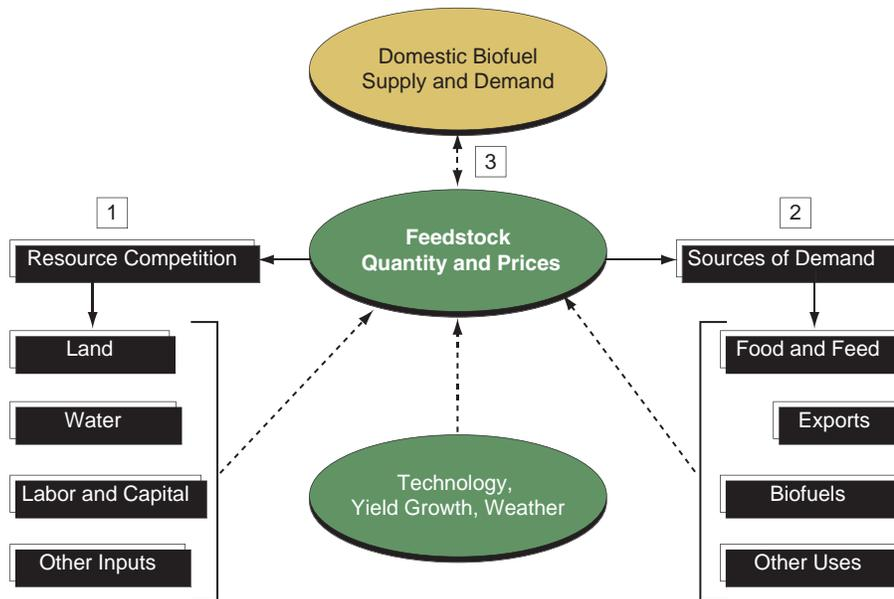 Domestic Biofuel
Supply and Demand
3
1
2
Feedstock
Quantity and Prices
Resource Competition
Sources of Demand
Land
Food and Feed
Water
Exports
Technology,
Yield Growth, Weather
Labor and Capital
Biofuels
Other Inputs
Other Uses